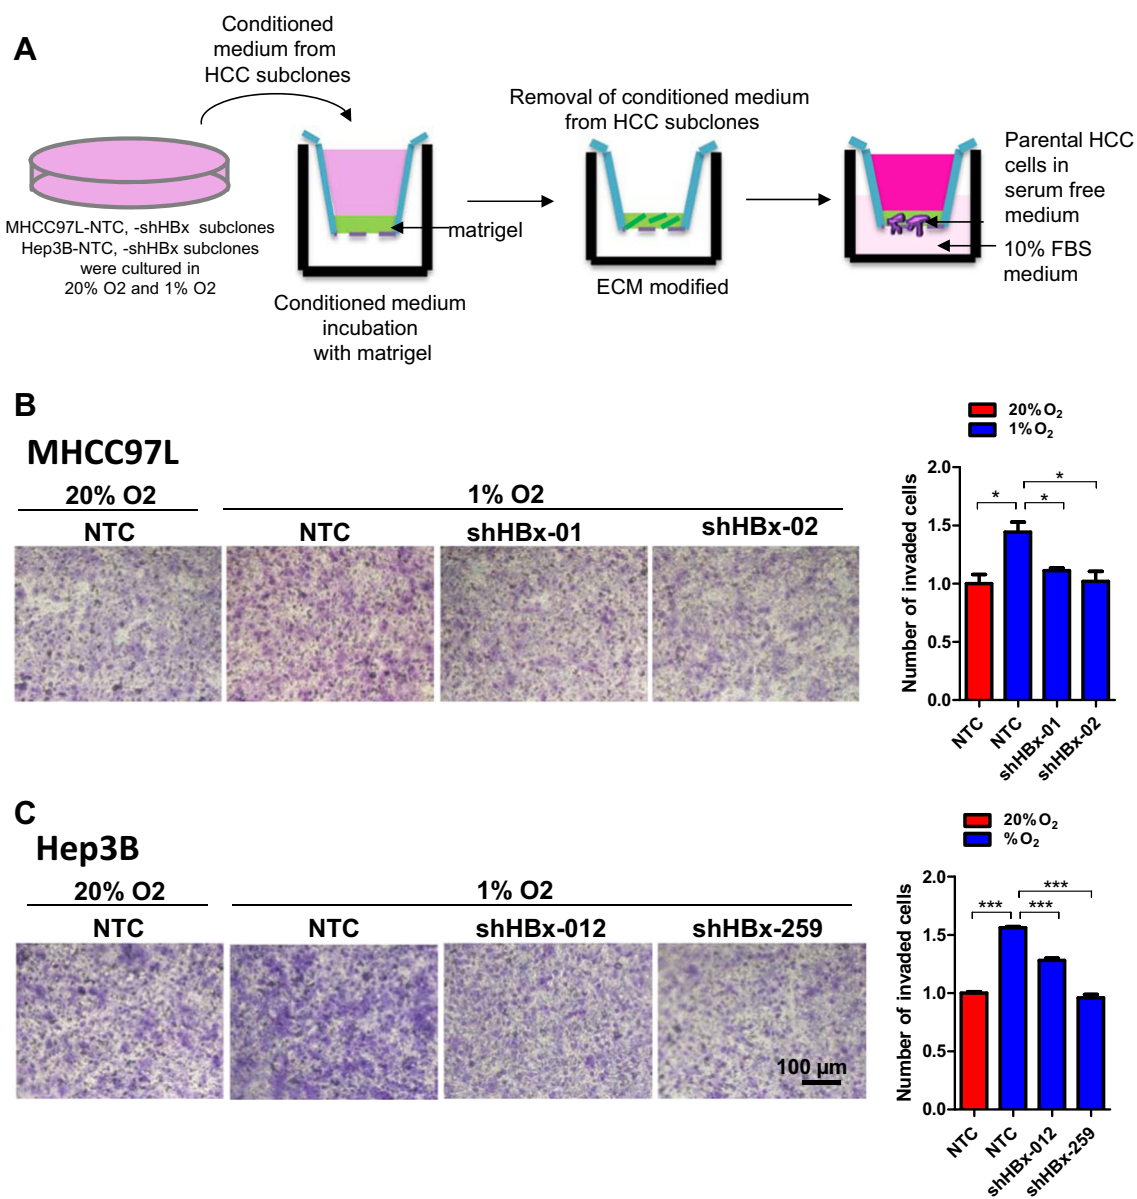 A
Conditioned
medium from
HCC subclones
MHCC97L-NTC, -shHBx subclones
Hep3B-NTC, -shHBx subclones
were cultured in
20% O2 and 1% O2
matrigel
Conditioned medium
incubation
with matrigel
Removal of conditioned medium
from HCC subclones
ECM modified
Parental HCC
cells in
serum free
medium
10% FBS
medium
B
MHCC97L
20% O2
1% O2
NTC
NTC
shHBx-01
shHBx-02
20%O2
1%O2
Number of invaded cells
2.0
1.5
1.0
0.5
0.0
*
*
*
NTC
NTC
shHBx-01
shHBx-02
C
Hep3B
20% O2
1% O2
NTC
NTC
shHBx-012
shHBx-259
100 µm
20%O2
%O2
Number of invaded cells
2.0
1.5
1.0
0.5
0.0
***
***
***
NTC
NTC
shHBx-012
shHBx-259